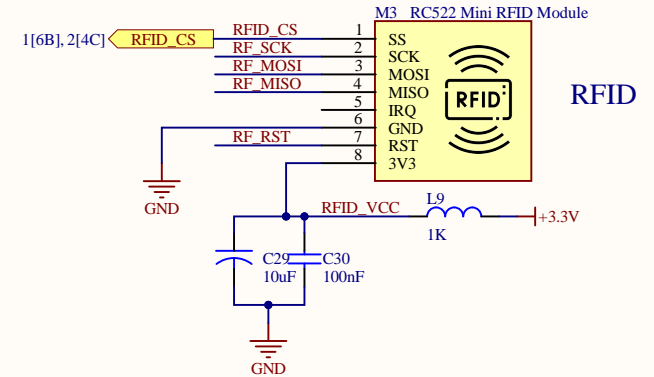 M3 RC522 Mini RFID Module
1[6B], 2[4C] RFID_CS RFID_CS 1 SS
RF_SCK 2 SCK
RF_MOSI 3 MOSI
RF_MISO 4 MISO
5 IRQ
6 GND
RF_RST 7 RST
8 3V3
RFID
RFID
GND
RFID_VCC
L9
1K
+3.3V
C29
10uF
C30
100nF
GND